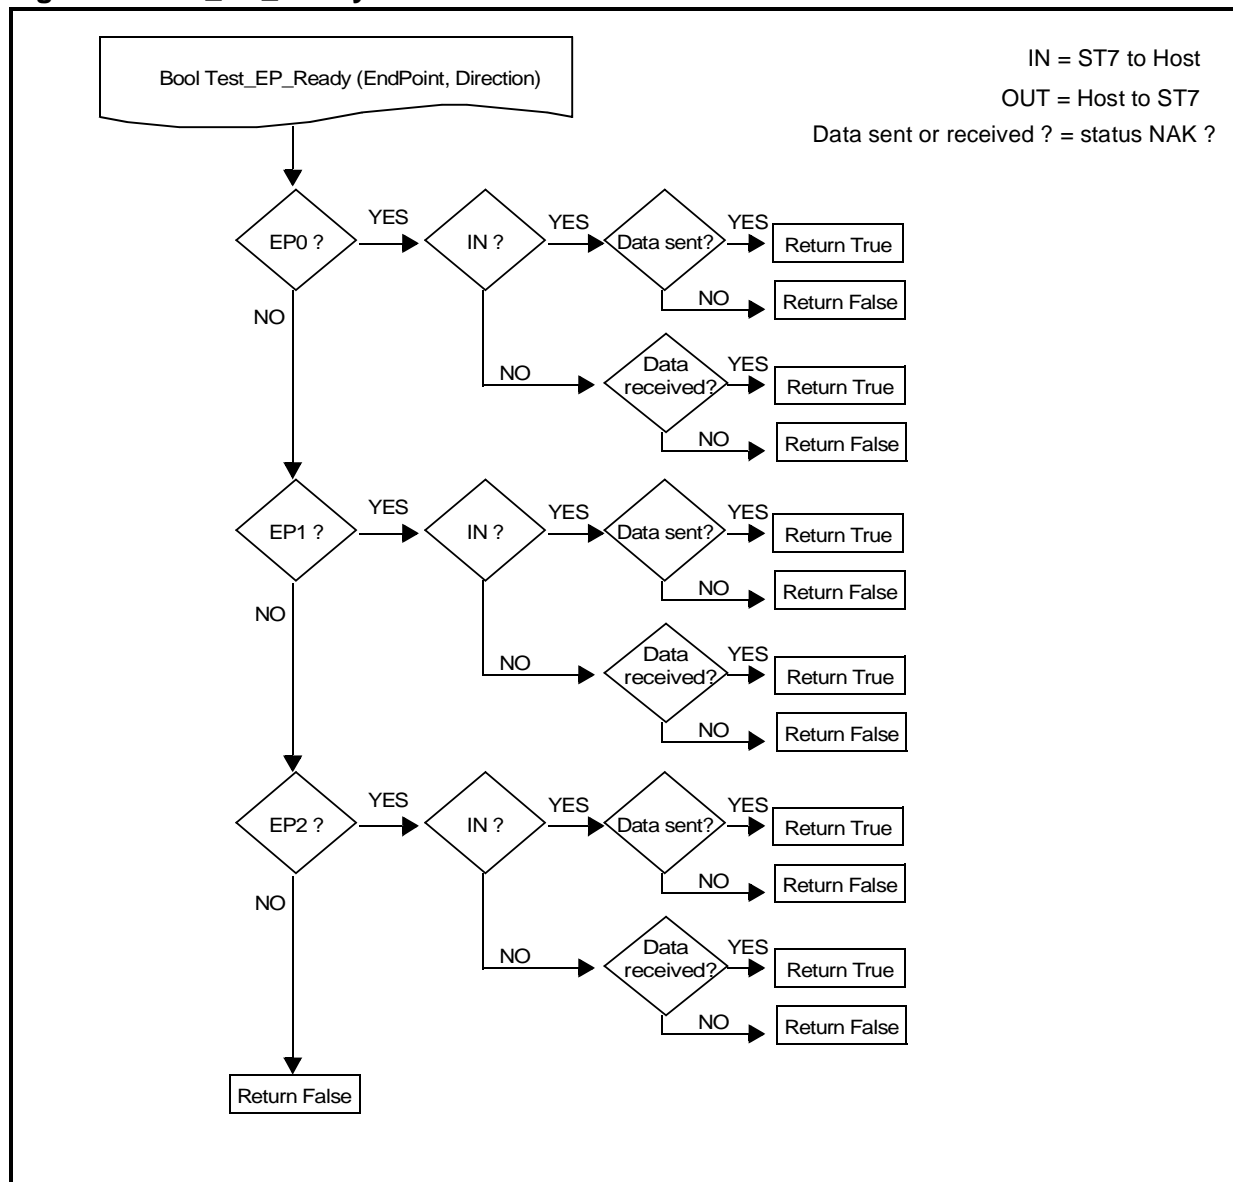 Bool Test_EP_Ready (EndPoint, Direction)
IN = ST7 to Host
OUT = Host to ST7
Data sent or received ? = status NAK ?
EP0 ?
YES
IN ?
YES
Data sent?
YES
Return True
NO
Return False
NO
NO
Data
received?
YES
Return True
NO
Return False
EP1 ?
YES
IN ?
YES
Data sent?
YES
Return True
NO
Return False
NO
NO
Data
received?
YES
Return True
NO
Return False
EP2 ?
YES
IN ?
YES
Data sent?
YES
Return True
NO
Return False
NO
NO
Data
received?
YES
Return True
NO
Return False
Return False